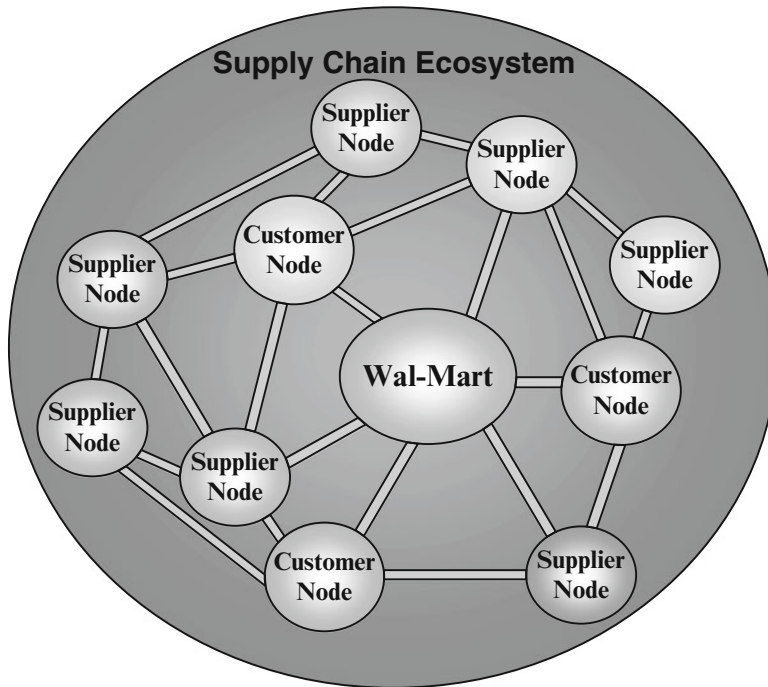 Supply Chain Ecosystem
Supplier
Node
Supplier
Node
Customer
Node
Supplier
Node
Supplier
Node
Wal-Mart
Customer
Node
Supplier
Node
Supplier
Node
Customer
Node
Supplier
Node